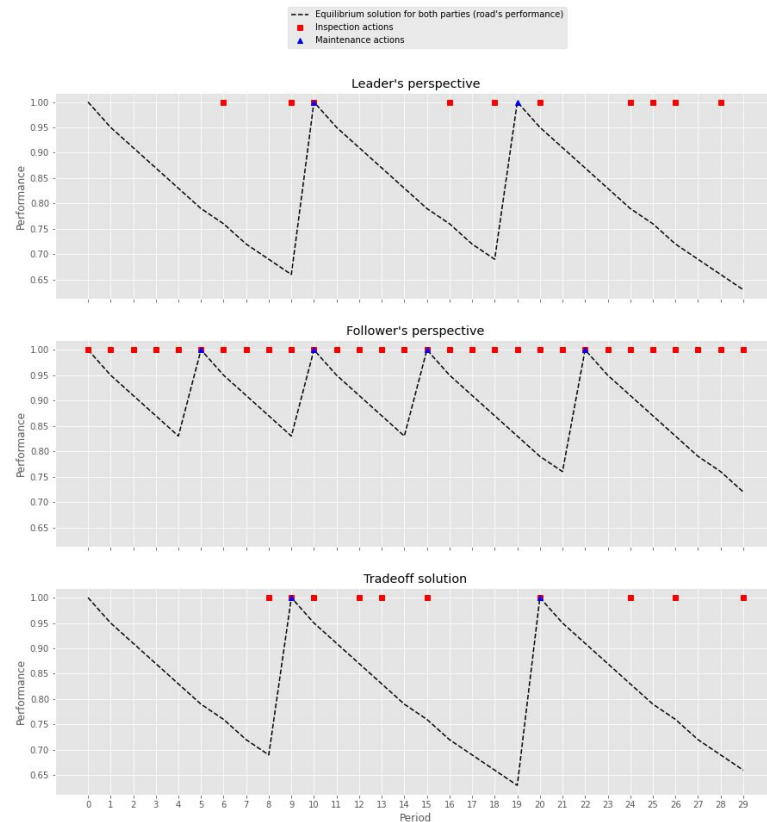 Equilibrium solution for both parties (road's performance)
Inspection actions
Maintenance actions
Leader's perspective
1.00
0.95
0.90
0.85
0.80
0.75
0.70
0.65
Performance
Follower's perspective
1.00
0.95
0.90
0.85
0.80
0.75
0.70
0.65
Performance
Tradeoff solution
1.00
0.95
0.90
0.85
0.80
0.75
0.70
0.65
Performance
0 1 2 3 4 5 6 7 8 9 10 11 12 13 14 15 16 17 18 19 20 21 22 23 24 25 26 27 28 29
Period